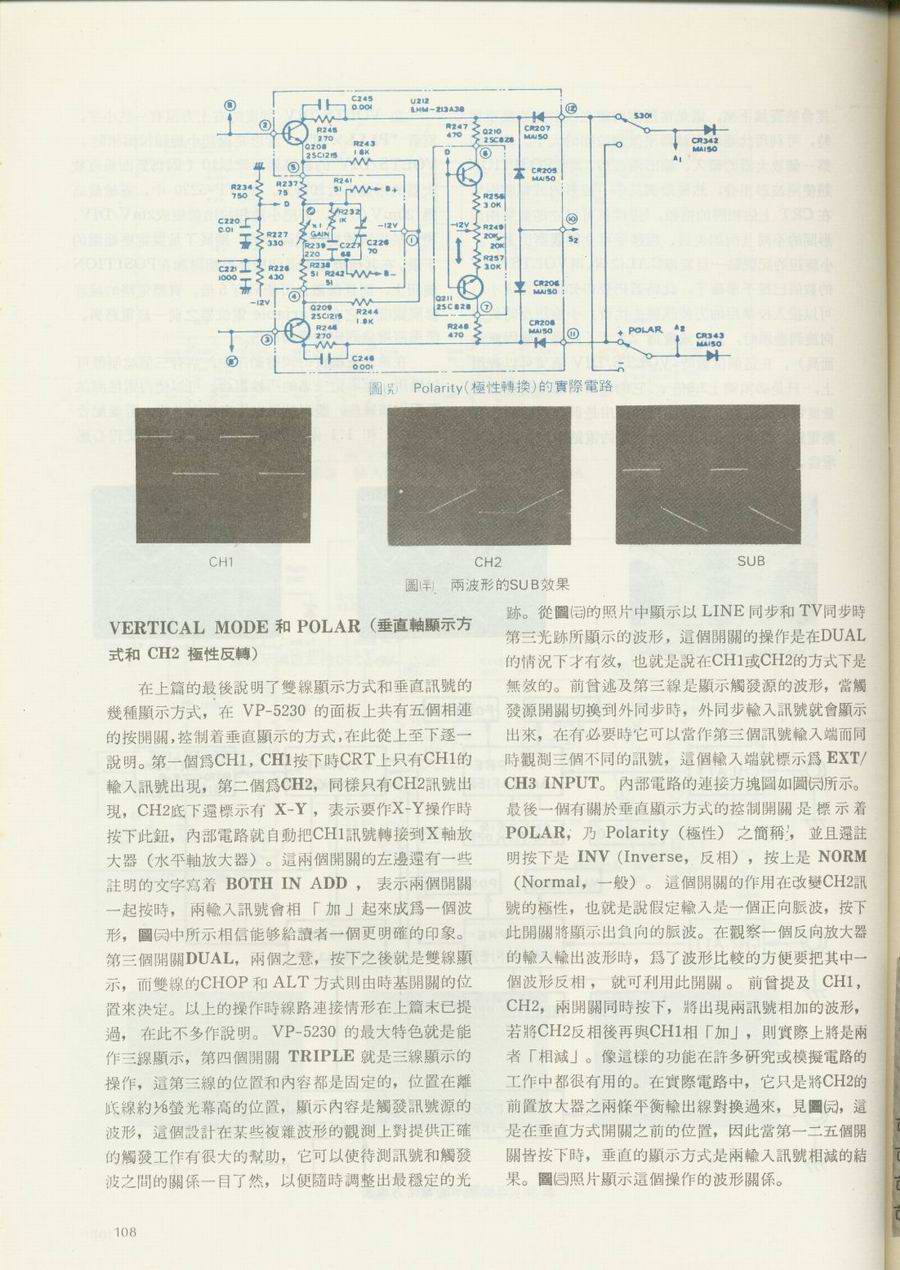 C245
0.001
U212
LHM-213A38
R245
270
Q208
2SC1215
R243
1.8K
R247
470
Q210
2SC828
CR207
MA150
S301
CR342
MA150
A1
R234
750
R237
75
R241
51
B+
D
C220
0.01
R227
330
X1
GAIN
R232
1K
R239
220
C227
68
C226
70
-12V
CR205
MA150
R256
3.0K
R249
20K
20K
R257
3.0K
S2
C221
1000
R226
430
R238
51
R242
51
B-
-12V
Q209
2SC1215
R244
1.8K
R246
270
C246
0.001
Q211
2SC828
R248
470
CR206
MA150
CR208
MA150
POLAR
A2
CR343
MA150
Polarity(極性轉換)的實際電路
CH1
CH2
SUB
兩波形的SUB效果
VERTICAL MODE 和 POLAR（垂直軸顯示方
式和 CH2 極性反轉）
在上篇的最後說明了雙線顯示方式和垂直訊號的
幾種顯示方式，在 VP-5230 的面板上共有五個相連
的按開關，控制着垂直顯示的方式，在此從上至下逐一
說明。第一個爲CH1，CH1按下時CRT上只有CH1的
輸入訊號出現，第二個爲CH2，同樣只有CH2訊號出
現，CH2底下還標示有 X-Y，表示要作X-Y操作時
按下此鈕，內部電路就自動把CH1訊號轉接到X軸放
大器（水平軸放大器）。這兩個開關的左邊還有一些
註明的文字寫着 BOTH IN ADD，表示兩個開關
一起按時，兩輸入訊號會相「加」起來成爲一個波
形，圖中所示相信能够給讀者一個更明確的印象。
第三個開關DUAL，兩個之意，按下之後就是雙線顯
示，而雙線的CHOP和ALT方式則由時基開關的位
置來決定。以上的操作時線路連接情形在上篇末已提
過，在此不多作說明。VP-5230 的最大特色就是能
作三線顯示，第四個開關 TRIPLE 就是三線顯示的
操作，這第三線的位置和內容都是固定的，位置在離
底線約⅛螢光幕高的位置，顯示內容是觸發訊號源的
波形，這個設計在某些複雜波形的觀測上對提供正確
的觸發工作有很大的幫助，它可以使待測訊號和觸發
波之間的關係一目了然，以便隨時調整出最穩定的光
跡。從圖的照片中顯示以 LINE 同步和 TV同步時
第三光跡所顯示的波形，這個開關的操作是在DUAL
的情況下才有效，也就是說在CH1或CH2的方式下是
無效的。前曾述及第三線是顯示觸發源的波形，當觸
發源開關切換到外同步時，外同步輸入訊號就會顯示
出來，在有必要時它可以當作第三個訊號輸入端而同
時觀測三個不同的訊號，這個輸入端就標示爲 EXT/
CH3 INPUT。內部電路的連接方塊圖如圖所示。
最後一個有關於垂直顯示方式的控制開關是標示着
POLAR，乃 Polarity（極性）之簡稱，並且還註
明按下是 INV（Inverse，反相），按上是 NORM
（Normal，一般）。這個開關的作用在改變CH2訊
號的極性，也就是說假定輸入是一個正向脈波，按下
此開關將顯示出負向的脈波。在觀察一個反向放大器
的輸入輸出波形時，爲了波形比較的方便要把其中一
個波形反相，就可利用此開關。前曾提及 CH1，
CH2，兩開關同時按下，將出現兩訊號相加的波形，
若將CH2反相後再與CH1相「加」，則實際上將是兩
者「相減」。像這樣的功能在許多研究或模擬電路的
工作中都很有用的。在實際電路中，它只是將CH2的
前置放大器之兩條平衡輸出線對換過來，見圖，這
是在垂直方式開關之前的位置，因此當第一二五個開
關皆按下時，垂直的顯示方式是兩輸入訊號相減的結
果。圖照片顯示這個操作的波形關係。
108